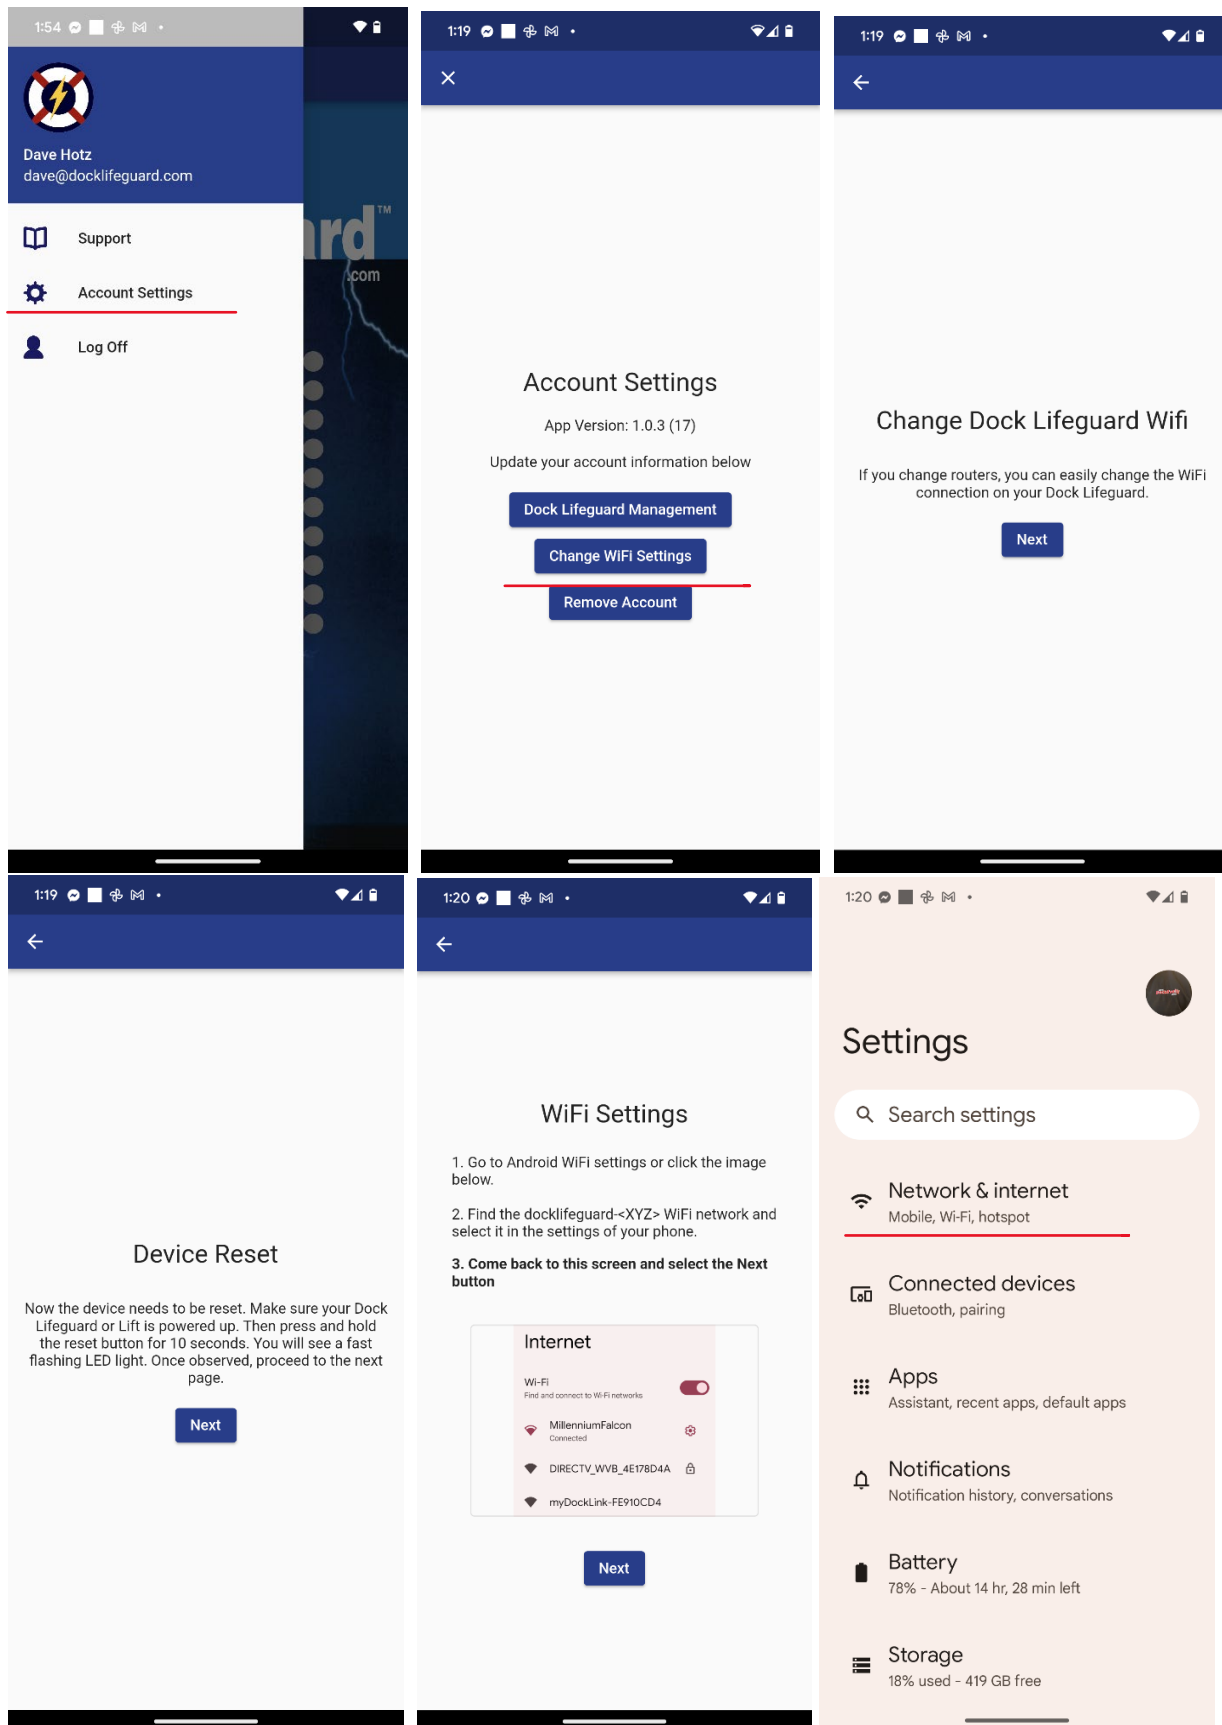 1:54
Dave Hotz
dave@docklifeguard.com
Support
Account Settings
Log Off
ard™
.com
1:19
Account Settings
App Version: 1.0.3 (17)
Update your account information below
Dock Lifeguard Management
Change WiFi Settings
Remove Account
1:19
Change Dock Lifeguard Wifi
If you change routers, you can easily change the WiFi
connection on your Dock Lifeguard.
Next
1:19
Device Reset
Now the device needs to be reset. Make sure your Dock
Lifeguard or Lift is powered up. Then press and hold
the reset button for 10 seconds. You will see a fast
flashing LED light. Once observed, proceed to the next
page.
Next
1:20
WiFi Settings
1. Go to Android WiFi settings or click the image
below.
2. Find the docklifeguard-<XYZ> WiFi network and
select it in the settings of your phone.
3. Come back to this screen and select the Next
button
Internet
Wi-Fi
Find and connect to Wi-Fi networks
MillenniumFalcon
Connected
DIRECTV_WVB_4E178D4A
myDockLink-FE910CD4
Next
1:20
Settings
Search settings
Network & internet
Mobile, Wi-Fi, hotspot
Connected devices
Bluetooth, pairing
Apps
Assistant, recent apps, default apps
Notifications
Notification history, conversations
Battery
78% - About 14 hr, 28 min left
Storage
18% used - 419 GB free